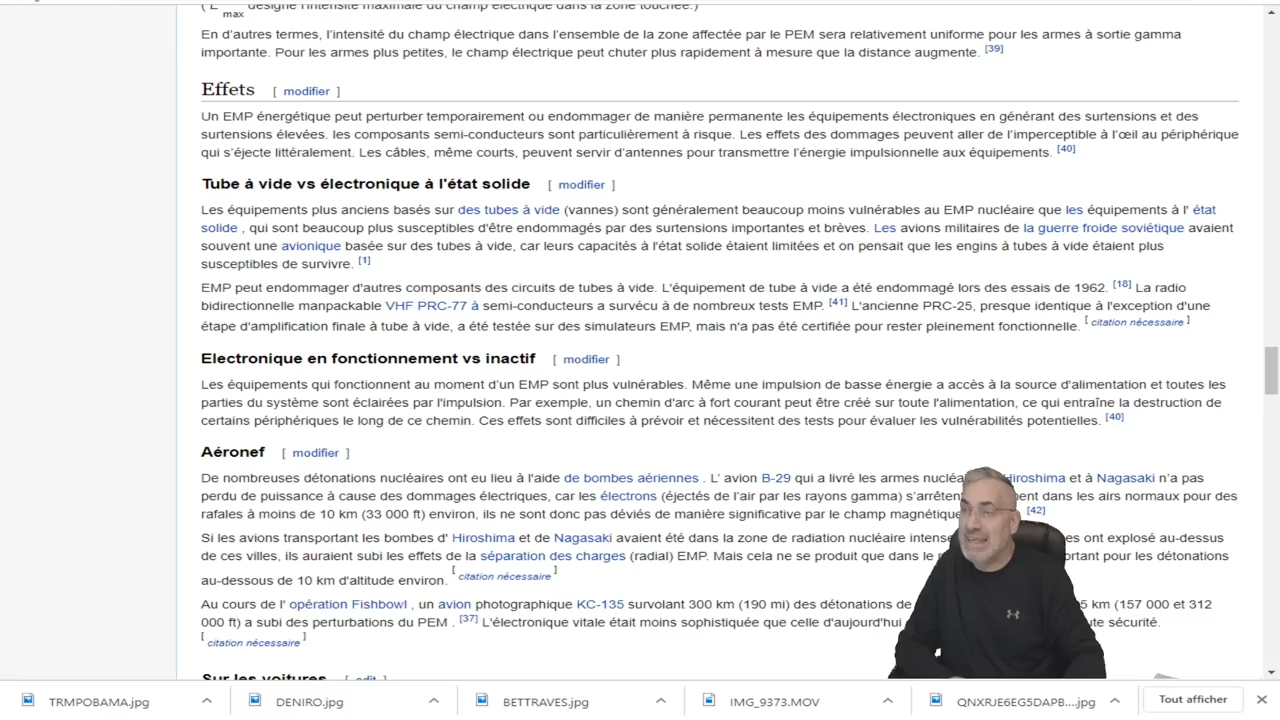 ( E max désigne l'intensité maximale du champ électrique dans la zone touchée.)
En d'autres termes, l'intensité du champ électrique dans l'ensemble de la zone affectée par le PEM sera relativement uniforme pour les armes à sortie gamma
importante. Pour les armes plus petites, le champ électrique peut chuter plus rapidement à mesure que la distance augmente. [39]
Effets [ modifier ]
Un EMP énergétique peut perturber temporairement ou endommager de manière permanente les équipements électroniques en générant des surtensions et des
surtensions élevées. les composants semi-conducteurs sont particulièrement à risque. Les effets des dommages peuvent aller de l'imperceptible à l'œil au périphérique
qui s'éjecte littéralement. Les câbles, même courts, peuvent servir d'antennes pour transmettre l'énergie impulsionnelle aux équipements. [40]
Tube à vide vs électronique à l'état solide [ modifier ]
Les équipements plus anciens basés sur des tubes à vide (vannes) sont généralement beaucoup moins vulnérables au EMP nucléaire que les équipements à l' état
solide , qui sont beaucoup plus susceptibles d'être endommagés par des surtensions importantes et brèves. Les avions militaires de la guerre froide soviétique avaient
souvent une avionique basée sur des tubes à vide, car leurs capacités à l'état solide étaient limitées et on pensait que les engins à tubes à vide étaient plus
susceptibles de survivre. [1]
EMP peut endommager d'autres composants des circuits de tubes à vide. L'équipement de tube à vide a été endommagé lors des essais de 1962. [18] La radio
bidirectionnelle manpackable VHF PRC-77 à semi-conducteurs a survécu à de nombreux tests EMP. [41] L'ancienne PRC-25, presque identique à l'exception d'une
étape d'amplification finale à tube à vide, a été testée sur des simulateurs EMP, mais n'a pas été certifiée pour rester pleinement fonctionnelle. [ citation nécessaire ]
Electronique en fonctionnement vs inactif [ modifier ]
Les équipements qui fonctionnent au moment d'un EMP sont plus vulnérables. Même une impulsion de basse énergie a accès à la source d'alimentation et toutes les
parties du système sont éclairées par l'impulsion. Par exemple, un chemin d'arc à fort courant peut être créé sur toute l'alimentation, ce qui entraîne la destruction de
certains périphériques le long de ce chemin. Ces effets sont difficiles à prévoir et nécessitent des tests pour évaluer les vulnérabilités potentielles. [40]
Aéronef [ modifier ]
De nombreuses détonations nucléaires ont eu lieu à l'aide de bombes aériennes . L' avion B-29 qui a livré les armes Hiroshima et à Nagasaki n'a pas
perdu de puissance à cause des dommages électriques, car les électrons (éjectés de l'air par les rayons gamma) dans les airs normaux pour des
rafales à moins de 10 km (33 000 ft) environ, ils ne sont donc pas déviés de manière significative par le champ [42]
Si les avions transportant les bombes d' Hiroshima et de Nagasaki avaient été dans la zone de radiation nucléaire ont explosé au-dessus
de ces villes, ils auraient subi les effets de la séparation des charges (radial) EMP. Mais cela ne se produit que dans le pour les détonations
au-dessous de 10 km d'altitude environ. [ citation nécessaire ]
Au cours de l' opération Fishbowl , un avion photographique KC-135 survolant 300 km (190 mi) des détonations de km (157 000 et 312
000 ft) a subi des perturbations du PEM . [37] L'électronique vitale était moins sophistiquée que celle d'aujourd'hui sécurité.
[ citation nécessaire ]
Sur les voitures [ edit ]
TRMPOBAMA.jpg
DENIRO.jpg
BETTRAVES.jpg
IMG_9373.MOV
QNXRJE6EG5DAPB....jpg
Tout afficher